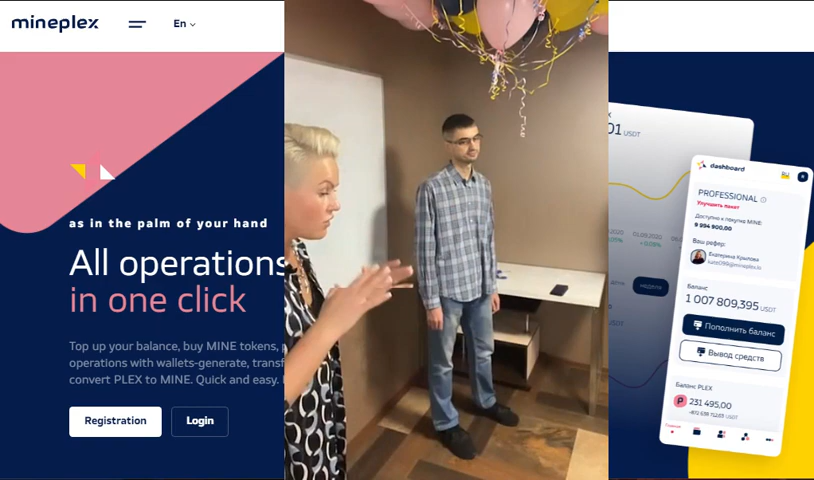 mineplex
En
as in the palm of your hand
All operations
in one click
Top up your balance, buy MINE tokens,
operations with wallets-generate, transf
convert PLEX to MINE. Quick and easy.
Registration
Login
01 USDT
недели
dashboard
RU
PROFESSIONAL
Улучшить пакет
Доступно к покупке MINE:
9 994 900,00
Ваш рефер:
Екатерина Крылова
Баланс
1 007 809,395 USDT
Пополнить баланс
Вывод средств
Баланс PLEX
231 495,00